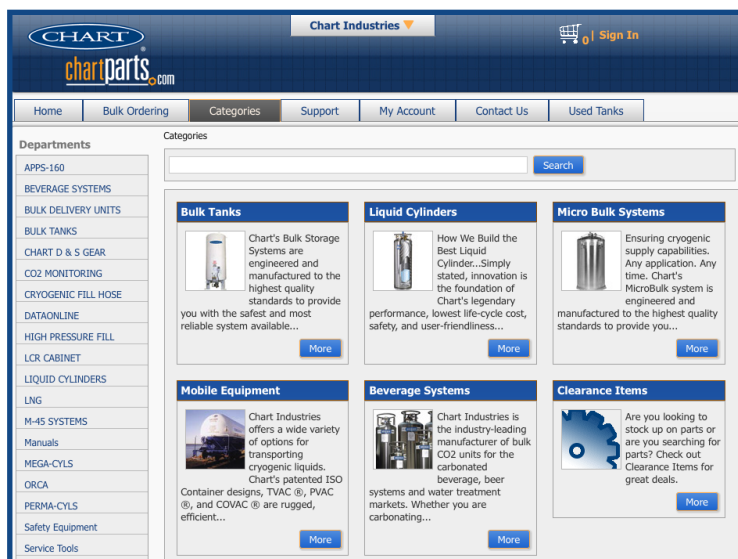 CHART
®
chartparts.com
Chart Industries ▼
0 | Sign In
Home
Bulk Ordering
Categories
Support
My Account
Contact Us
Used Tanks
Departments
APPS-160
BEVERAGE SYSTEMS
BULK DELIVERY UNITS
BULK TANKS
CHART D & S GEAR
CO2 MONITORING
CRYOGENIC FILL HOSE
DATAONLINE
HIGH PRESSURE FILL
LCR CABINET
LIQUID CYLINDERS
LNG
M-45 SYSTEMS
Manuals
MEGA-CYLS
ORCA
PERMA-CYLS
Safety Equipment
Service Tools
Categories
Search
Bulk Tanks
Chart's Bulk Storage
Systems are
engineered and
manufactured to the
highest quality
standards to provide
you with the safest and most
reliable system available...
More
Liquid Cylinders
How We Build the
Best Liquid
Cylinder...Simply
stated, innovation is
the foundation of
Chart's legendary
performance, lowest life-cycle cost,
safety, and user-friendliness...
More
Micro Bulk Systems
Ensuring cryogenic
supply capabilities.
Any application. Any
time. Chart's
MicroBulk system is
engineered and
manufactured to the highest quality
standards to provide you...
More
Mobile Equipment
Chart Industries
offers a wide variety
of options for
transporting
cryogenic liquids.
Chart's patented ISO
Container designs, TVAC ®, PVAC
®, and COVAC ® are rugged,
efficient...
More
Beverage Systems
Chart Industries is
the industry-leading
manufacturer of bulk
CO2 units for the
carbonated
beverage, beer
systems and water treatment
markets. Whether you are
carbonating...
More
Clearance Items
Are you looking to
stock up on parts or
are you searching for
parts? Check out
Clearance Items for
great deals.
More